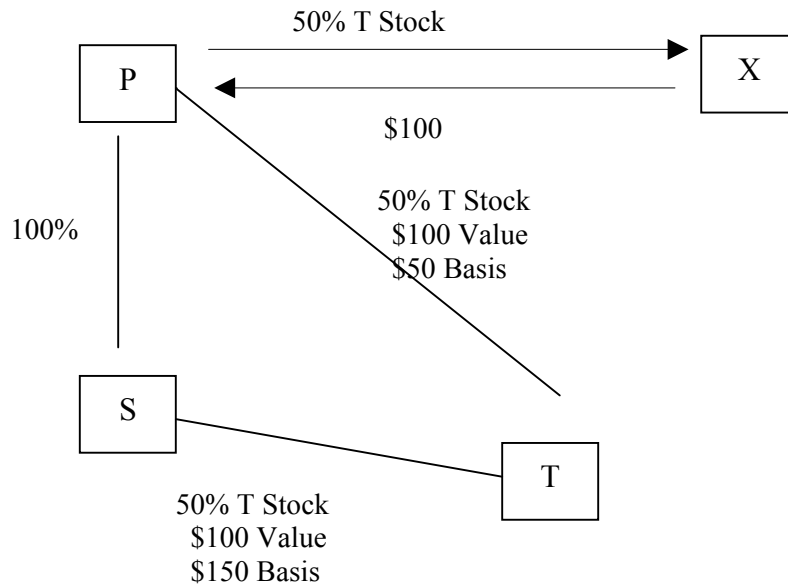 50% T Stock
P
X
$100
50% T Stock
$100 Value
$50 Basis
100%
S
T
50% T Stock
$100 Value
$150 Basis